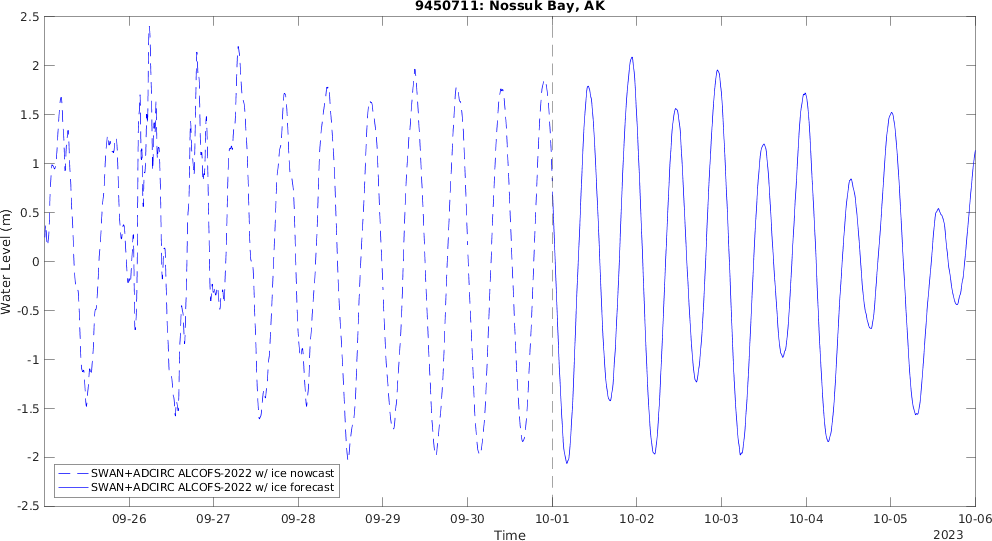 9450711: Nossuk Bay, AK
2.5
2
1.5
1
0.5
0
-0.5
-1
-1.5
-2
-2.5
Water Level (m)
SWAN+ADCIRC ALCOFS-2022 w/ ice nowcast
SWAN+ADCIRC ALCOFS-2022 w/ ice forecast
09-26 09-27 09-28 09-29 09-30 10-01 10-02 10-03 10-04 10-05 10-06
Time
2023